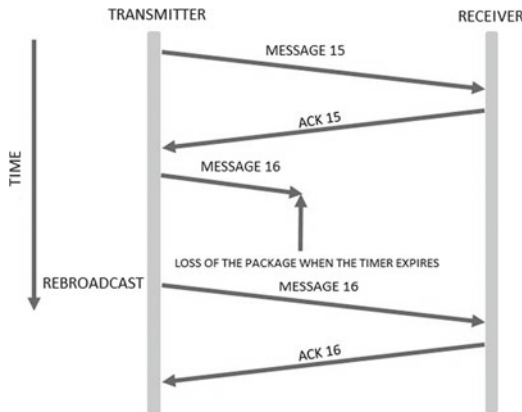 TRANSMITTER
RECEIVER
MESSAGE 15
ACK 15
TIME
MESSAGE 16
LOSS OF THE PACKAGE WHEN THE TIMER EXPIRES
REBROADCAST
MESSAGE 16
ACK 16